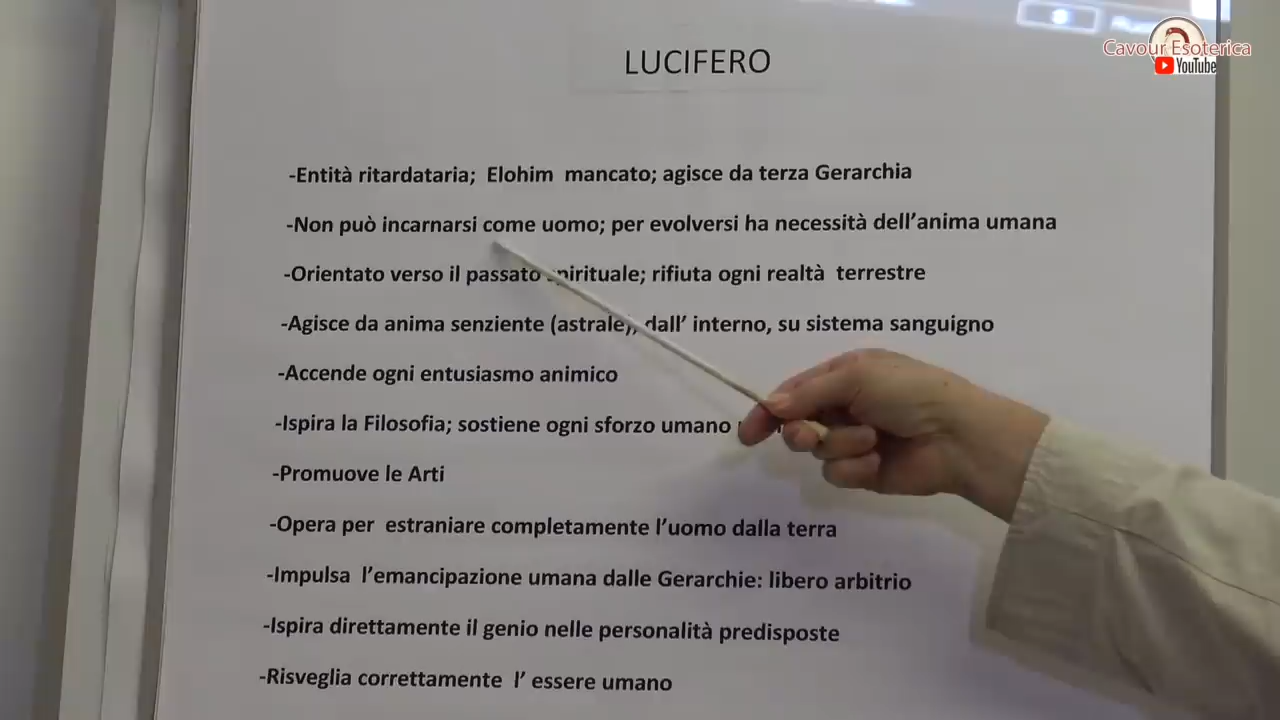 Cavour Esoterica
YouTube
LUCIFERO
-Entità ritardataria; Elohim mancato; agisce da terza Gerarchia
-Non può incarnarsi come uomo; per evolversi ha necessità dell'anima umana
-Orientato verso il passato spirituale; rifiuta ogni realtà terrestre
-Agisce da anima senziente (astrale), dall' interno, su sistema sanguigno
-Accende ogni entusiasmo animico
-Ispira la Filosofia; sostiene ogni sforzo umano
-Promuove le Arti
-Opera per estraniare completamente l'uomo dalla terra
-Impulsa l'emancipazione umana dalle Gerarchie: libero arbitrio
-Ispira direttamente il genio nelle personalità predisposte
-Risveglia correttamente l' essere umano